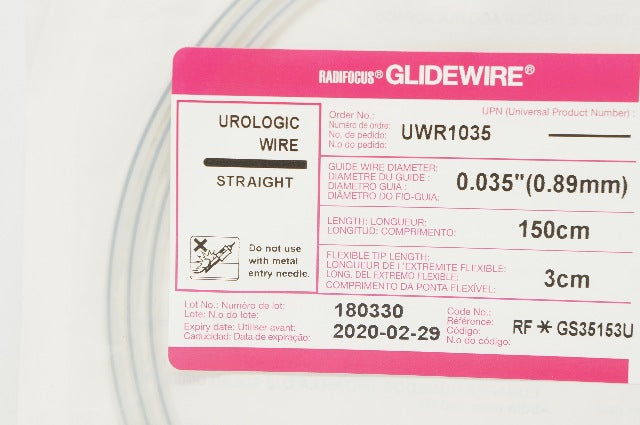 RADIFOCUS® GLIDEWIRE®
UROLOGIC
WIRE
STRAIGHT
Do not use
with metal
entry needle.
Order No.:
Numéro de ordre:
No. de pedido:
N.o do pedido:
UWR1035
UPN (Universal Product Number) :
GUIDE WIRE DIAMETER:
DIAMETRE DU GUIDE :
DIAMETRO GUIA :
DIÂMETRO DO FIO-GUIA:
0.035"(0.89mm)
LENGTH: LONGUEUR:
LONGITUD: COMPRIMENTO:
150cm
FLEXIBLE TIP LENGTH:
LONGUEUR DE L'EXTREMITE FLEXIBLE:
LONG. DEL EXTREMO FLEXIBLE:
COMPRIMENTO DA PONTA FLEXÍVEL:
3cm
Lot No.: Numéro de lot:
Lote: N.o do lote:
180330
Expiry date: Utiliser avant:
Caducidad: Data de expiração:
2020-02-29
Code No.:
Référence:
Código:
N.o do código:
RF * GS35153U